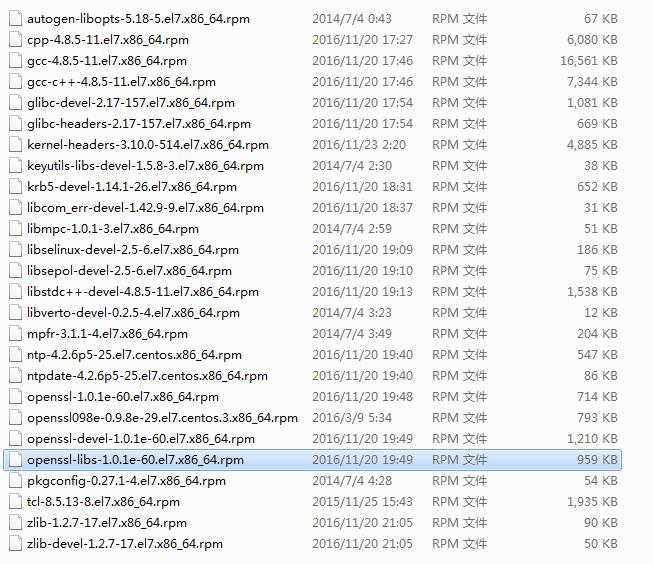 autogen-libopts-5.18-5.el7.x86_64.rpm 2014/7/4 0:43 RPM 文件 67 KB
cpp-4.8.5-11.el7.x86_64.rpm 2016/11/20 17:27 RPM 文件 6,080 KB
gcc-4.8.5-11.el7.x86_64.rpm 2016/11/20 17:46 RPM 文件 16,561 KB
gcc-c++-4.8.5-11.el7.x86_64.rpm 2016/11/20 17:46 RPM 文件 7,344 KB
glibc-devel-2.17-157.el7.x86_64.rpm 2016/11/20 17:54 RPM 文件 1,081 KB
glibc-headers-2.17-157.el7.x86_64.rpm 2016/11/20 17:54 RPM 文件 669 KB
kernel-headers-3.10.0-514.el7.x86_64.rpm 2016/11/23 2:20 RPM 文件 4,885 KB
keyutils-libs-devel-1.5.8-3.el7.x86_64.rpm 2014/7/4 2:30 RPM 文件 38 KB
krb5-devel-1.14.1-26.el7.x86_64.rpm 2016/11/20 18:31 RPM 文件 652 KB
libcom_err-devel-1.42.9-9.el7.x86_64.rpm 2016/11/20 18:37 RPM 文件 31 KB
libmpc-1.0.1-3.el7.x86_64.rpm 2014/7/4 2:59 RPM 文件 51 KB
libselinux-devel-2.5-6.el7.x86_64.rpm 2016/11/20 19:09 RPM 文件 186 KB
libsepol-devel-2.5-6.el7.x86_64.rpm 2016/11/20 19:10 RPM 文件 75 KB
libstdc++-devel-4.8.5-11.el7.x86_64.rpm 2016/11/20 19:13 RPM 文件 1,538 KB
libverto-devel-0.2.5-4.el7.x86_64.rpm 2014/7/4 3:23 RPM 文件 12 KB
mpfr-3.1.1-4.el7.x86_64.rpm 2014/7/4 3:49 RPM 文件 204 KB
ntp-4.2.6p5-25.el7.centos.x86_64.rpm 2016/11/20 19:40 RPM 文件 547 KB
ntpdate-4.2.6p5-25.el7.centos.x86_64.rpm 2016/11/20 19:40 RPM 文件 86 KB
openssl-1.0.1e-60.el7.x86_64.rpm 2016/11/20 19:48 RPM 文件 714 KB
openssl098e-0.9.8e-29.el7.centos.3.x86_64.rpm 2016/3/9 5:34 RPM 文件 793 KB
openssl-devel-1.0.1e-60.el7.x86_64.rpm 2016/11/20 19:49 RPM 文件 1,210 KB
openssl-libs-1.0.1e-60.el7.x86_64.rpm 2016/11/20 19:49 RPM 文件 959 KB
pkgconfig-0.27.1-4.el7.x86_64.rpm 2014/7/4 4:28 RPM 文件 54 KB
tcl-8.5.13-8.el7.x86_64.rpm 2015/11/25 15:43 RPM 文件 1,935 KB
zlib-1.2.7-17.el7.x86_64.rpm 2016/11/20 21:05 RPM 文件 90 KB
zlib-devel-1.2.7-17.el7.x86_64.rpm 2016/11/20 21:05 RPM 文件 50 KB